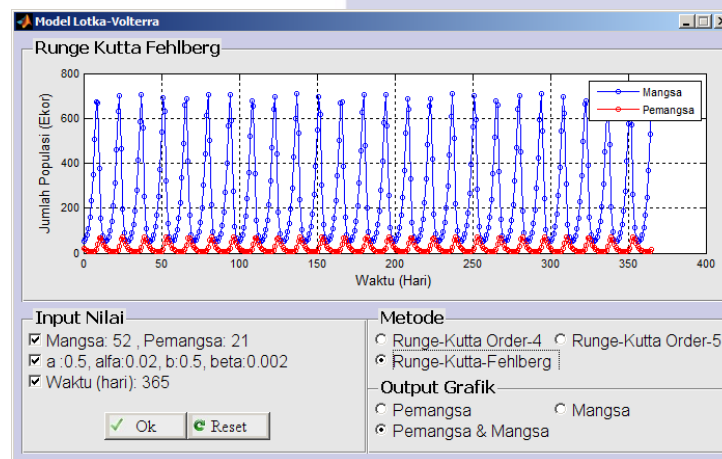 Model Lotka-Volterra
Runge Kutta Fehlberg
800
600
400
200
0
Jumlah Populasi (Ekor)
Mangsa
Pemangsa
0 50 100 150 200 250 300 350 400
Waktu (Hari)
Input Nilai
Mangsa: 52 , Pemangsa: 21
a :0.5, alfa:0.02, b:0.5, beta:0.002
Waktu (hari): 365
Ok
Reset
Metode
Runge-Kutta Order-4
Runge-Kutta Order-5
Runge-Kutta-Fehlberg
Output Grafik
Pemangsa
Mangsa
Pemangsa & Mangsa